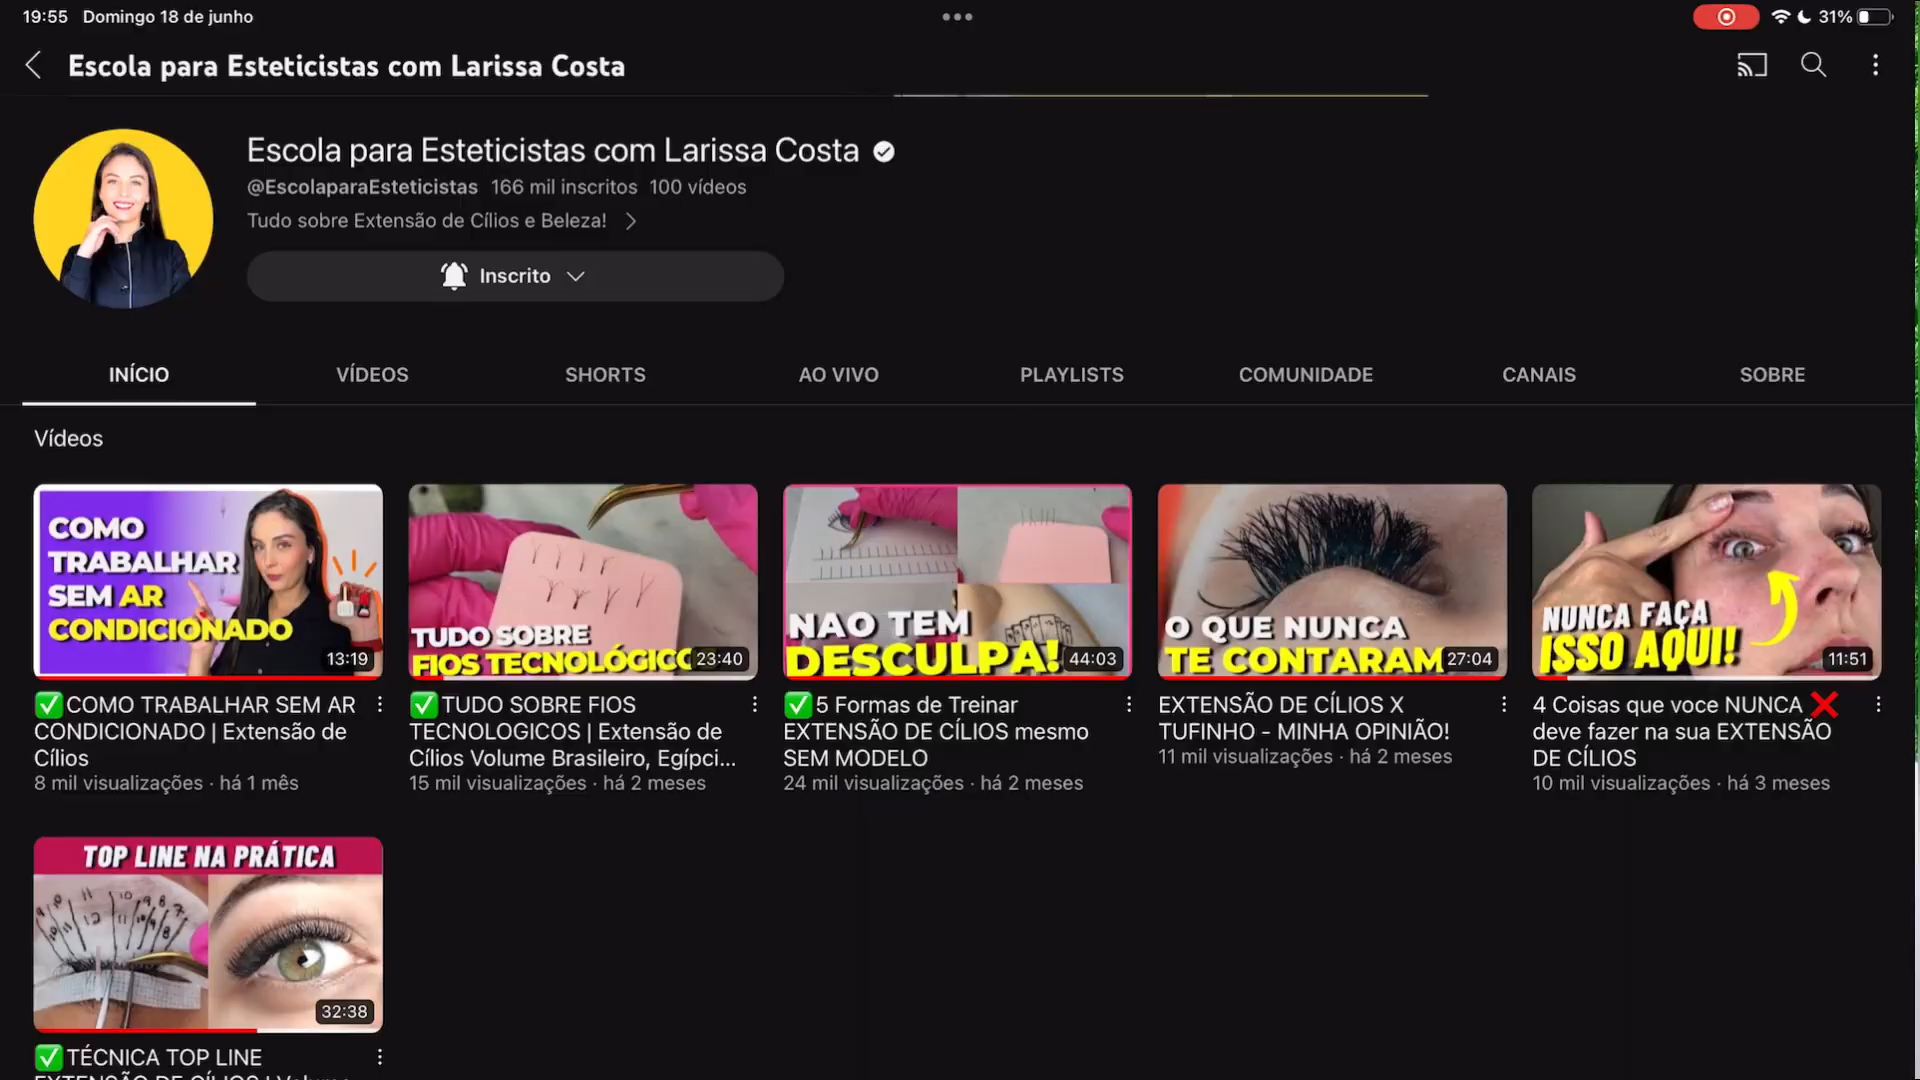 19:55 Domingo 18 de junho
31%
Escola para Esteticistas com Larissa Costa
Escola para Esteticistas com Larissa Costa
@EscolaparaEsteticistas 166 mil inscritos 100 vídeos
Tudo sobre Extensão de Cílios e Beleza!
Inscrito
INÍCIO VÍDEOS SHORTS AO VIVO PLAYLISTS COMUNIDADE CANAIS SOBRE
Vídeos
COMO
TRABALHAR
SEM AR
CONDICIONADO
13:19
✅COMO TRABALHAR SEM AR
CONDICIONADO | Extensão de
Cílios
8 mil visualizações · há 1 mês
TUDO SOBRE
FIOS TECNOLÓGICO
23:40
✅TUDO SOBRE FIOS
TECNOLOGICOS | Extensão de
Cílios Volume Brasileiro, Egípci...
15 mil visualizações · há 2 meses
NAO TEM
DESCULPA!
44:03
✅5 Formas de Treinar
EXTENSÃO DE CÍLIOS mesmo
SEM MODELO
24 mil visualizações · há 2 meses
O QUE NUNCA
TE CONTARAM
27:04
EXTENSÃO DE CÍLIOS X
TUFINHO - MINHA OPINIÃO!
11 mil visualizações · há 2 meses
NUNCA FAÇA
ISSO AQUI!
11:51
4 Coisas que voce NUNCA ❌
deve fazer na sua EXTENSÃO
DE CÍLIOS
10 mil visualizações · há 3 meses
TOP LINE NA PRÁTICA
32:38
✅TÉCNICA TOP LINE
EXTENSÃO DE CÍLIOS | Volume